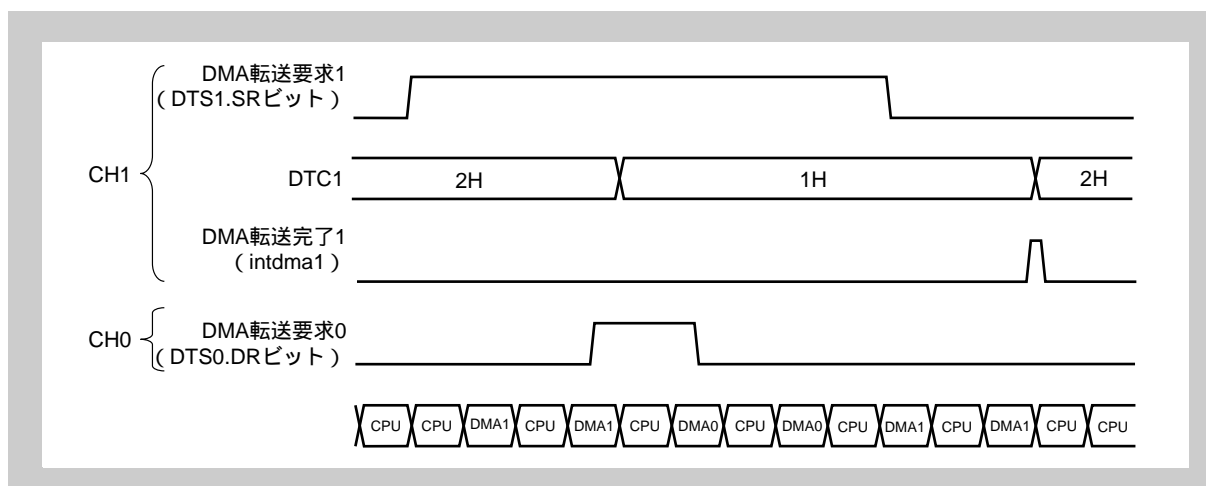 DMA転送要求1
（DTS1.SRビット）
CH1
DTC1
2H
1H
2H
DMA転送完了1
（intdma1）
CH0
DMA転送要求0
（DTS0.DRビット）
CPU CPU DMA1 CPU DMA1 CPU DMA0 CPU DMA0 CPU DMA1 CPU DMA1 CPU CPU